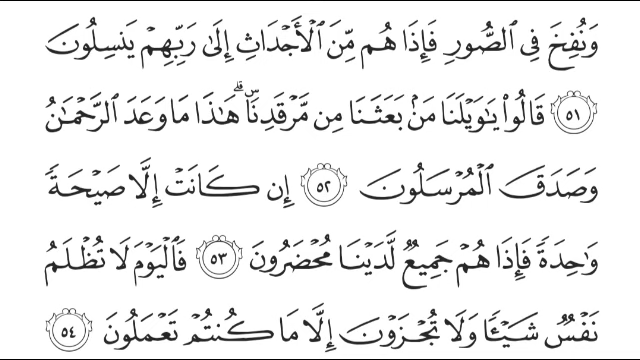 وَنُفِخَ فِي ٱلصُّورِ فَإِذَا هُم مِّنَ ٱلْأَجْدَاثِ إِلَىٰ رَبِّهِمْ يَنسِلُونَ
٥١ قَالُوا۟ يَٰوَيْلَنَا مَنۢ بَعَثَنَا مِن مَّرْقَدِنَا ۜ ۗ هَٰذَا مَا وَعَدَ ٱلرَّحْمَٰنُ
وَصَدَقَ ٱلْمُرْسَلُونَ ٥٢ إِن كَانَتْ إِلَّا صَيْحَةً
وَٰحِدَةً فَإِذَا هُمْ جَمِيعٌ لَّدَيْنَا مُحْضَرُونَ ٥٣ فَٱلْيَوْمَ لَا تُظْلَمُ
نَفْسٌ شَيْـًٔا وَلَا تُجْزَوْنَ إِلَّا مَا كُنتُمْ تَعْمَلُونَ ٥٤